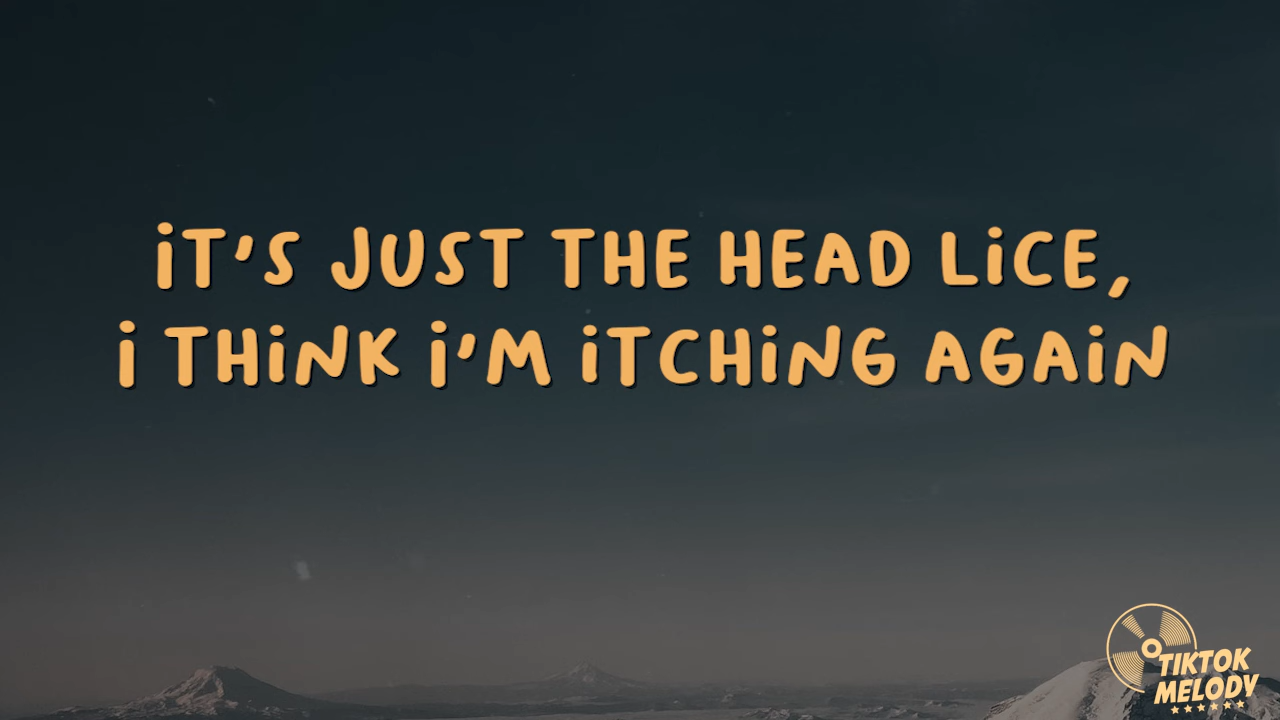 iT'S JUST THE HEAD LiCE,
i THiNK i'M iTCHiNG AGAiN
TIKTOK
MELODY